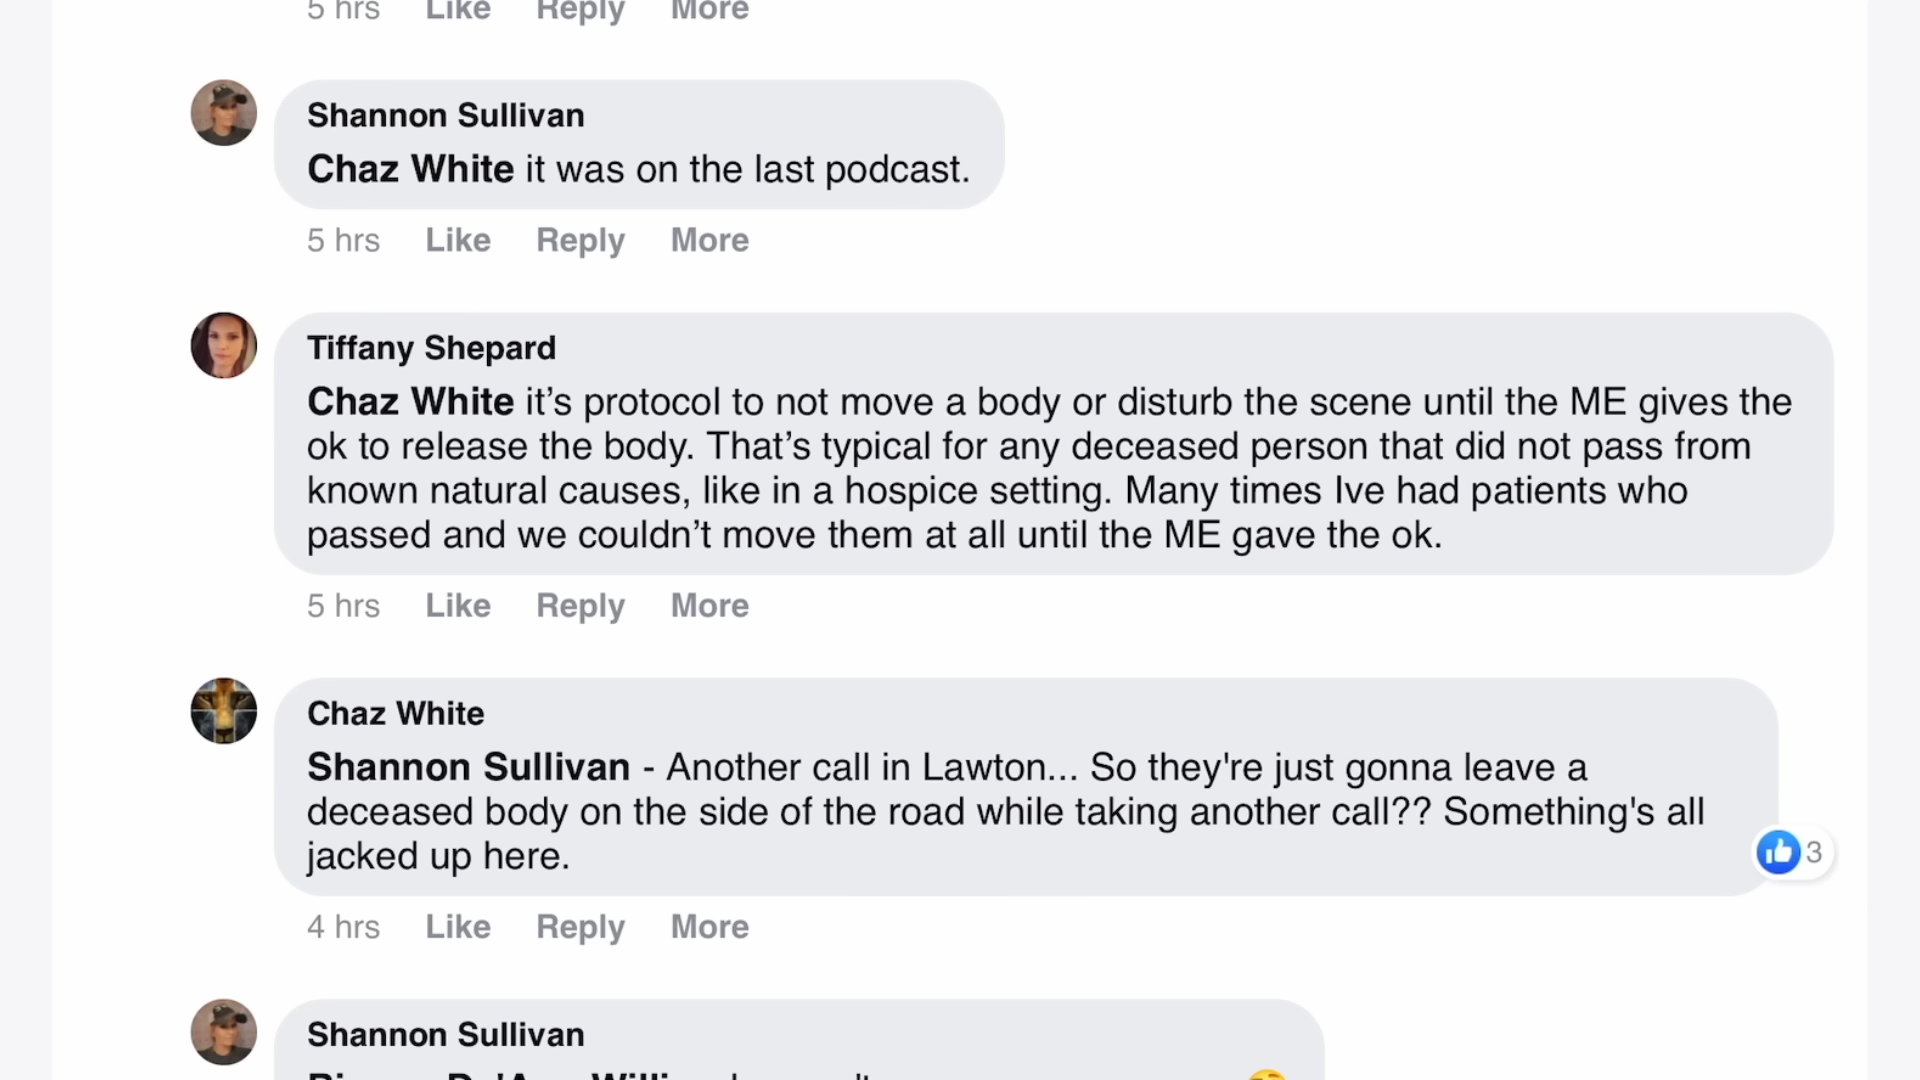 5 hrs Like Reply More
Shannon Sullivan
Chaz White it was on the last podcast.
5 hrs Like Reply More
Tiffany Shepard
Chaz White it’s protocol to not move a body or disturb the scene until the ME gives the
ok to release the body. That’s typical for any deceased person that did not pass from
known natural causes, like in a hospice setting. Many times Ive had patients who
passed and we couldn’t move them at all until the ME gave the ok.
5 hrs Like Reply More
Chaz White
Shannon Sullivan - Another call in Lawton... So they're just gonna leave a
deceased body on the side of the road while taking another call?? Something's all
jacked up here.
3
4 hrs Like Reply More
Shannon Sullivan